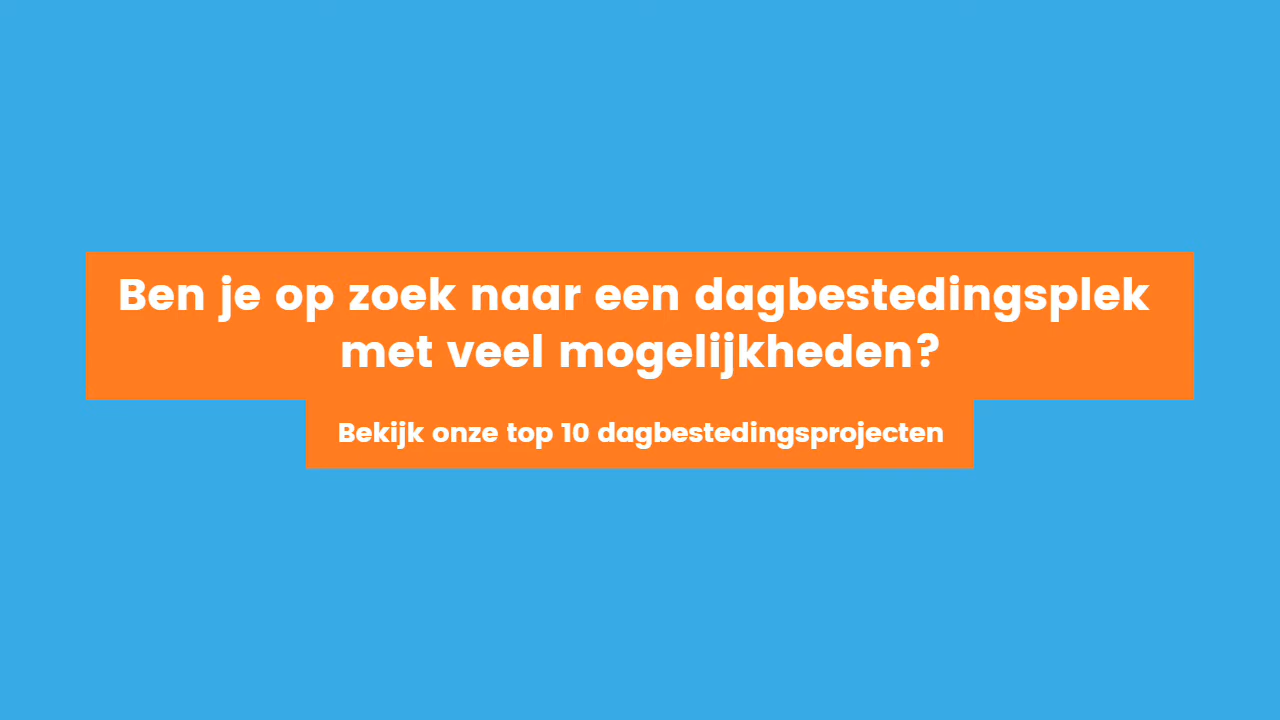 Ben je op zoek naar een dagbestedingsplek
met veel mogelijkheden?
Bekijk onze top 10 dagbestedingsprojecten